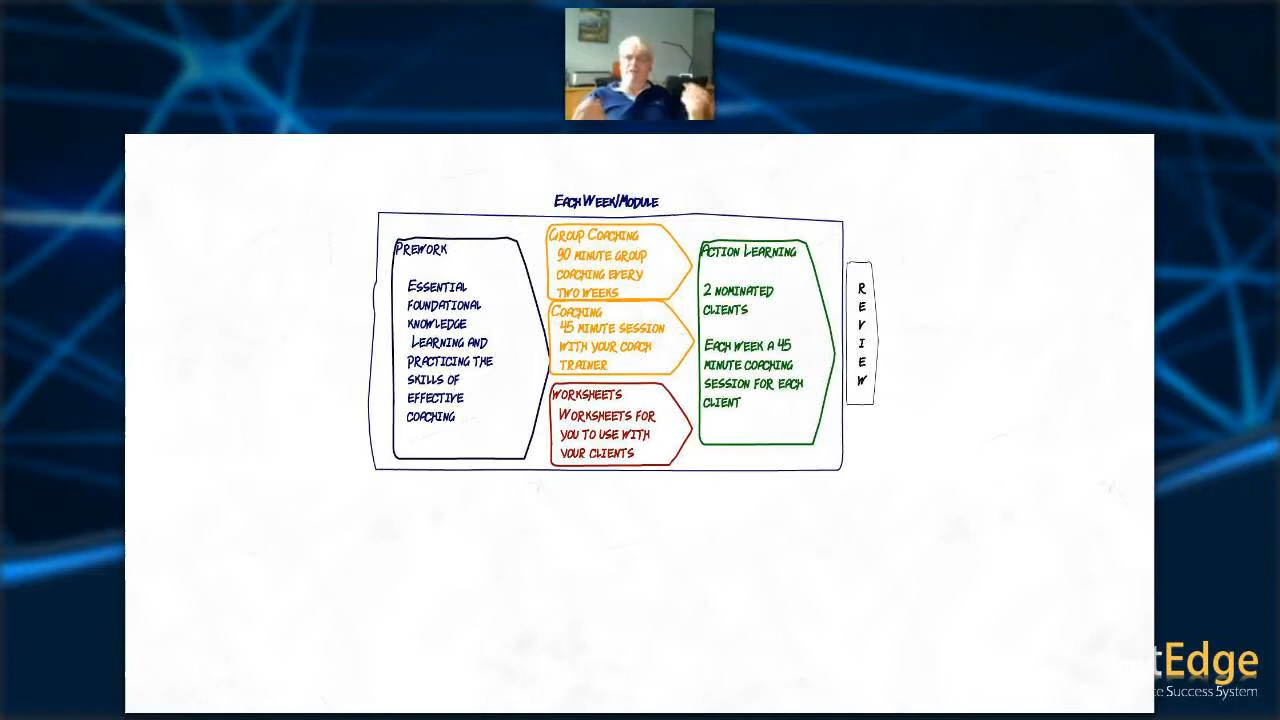 Each Week/Module
Prework
Essential
foundational
knowledge
Learning and
practicing the
skills of
effective
coaching
Group Coaching
90 minute group
coaching every
two weeks
Coaching
45 minute session
with your coach
trainer
Worksheets
Worksheets for
you to use with
your clients
Action Learning
2 nominated
clients
Each week a 45
minute coaching
session for each
client
REVIEW
tEdge
ce Success System